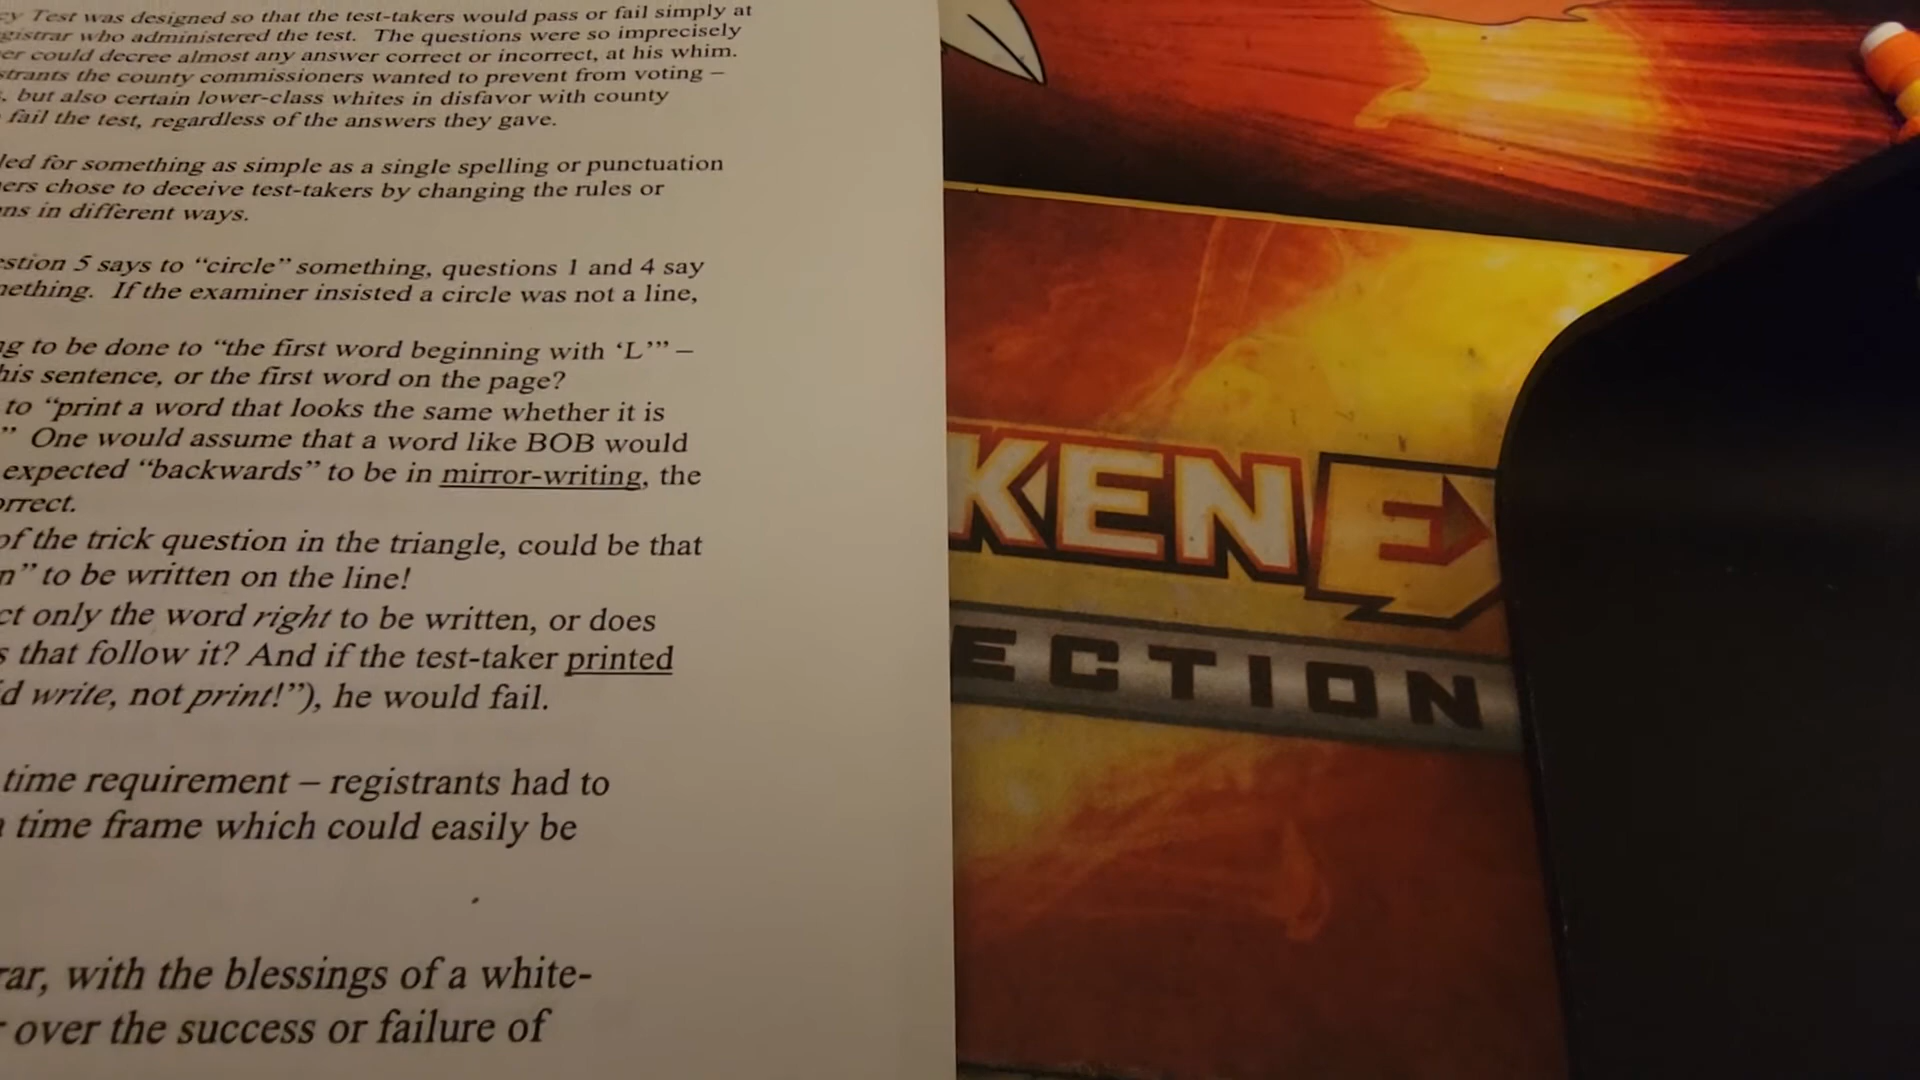 Test was designed so that the test-takers would pass or fail simply at
who administered the test. The questions were so imprecisely
could decree almost any answer correct or incorrect, at his whim.
the county commissioners wanted to prevent from voting –
, but also certain lower-class whites in disfavor with county
fail the test, regardless of the answers they gave.
for something as simple as a single spelling or punctuation
chose to deceive test-takers by changing the rules or
in different ways.
5 says to “circle” something, questions 1 and 4 say
If the examiner insisted a circle was not a line,
to be done to “the first word beginning with ‘L’” –
sentence, or the first word on the page?
to “print a word that looks the same whether it is
” One would assume that a word like BOB would
expected “backwards” to be in mirror-writing, the
of the trick question in the triangle, could be that
” to be written on the line!
only the word right to be written, or does
that follow it? And if the test-taker printed
write, not print!”), he would fail.
time requirement – registrants had to
time frame which could easily be
, with the blessings of a white-
over the success or failure of
KEN E
ECTION